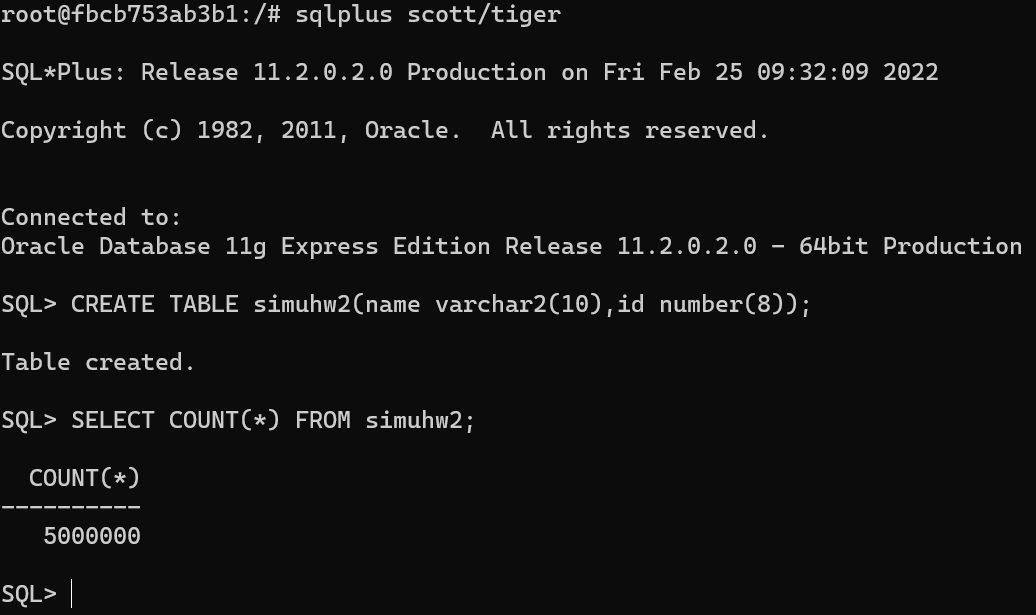 root@fbcb753ab3b1:/# sqlplus scott/tiger
SQL*Plus: Release 11.2.0.2.0 Production on Fri Feb 25 09:32:09 2022
Copyright (c) 1982, 2011, Oracle.  All rights reserved.
Connected to:
Oracle Database 11g Express Edition Release 11.2.0.2.0 - 64bit Production
SQL> CREATE TABLE simuhw2(name varchar2(10),id number(8));
Table created.
SQL> SELECT COUNT(*) FROM simuhw2;
  COUNT(*)
----------
   5000000
SQL>